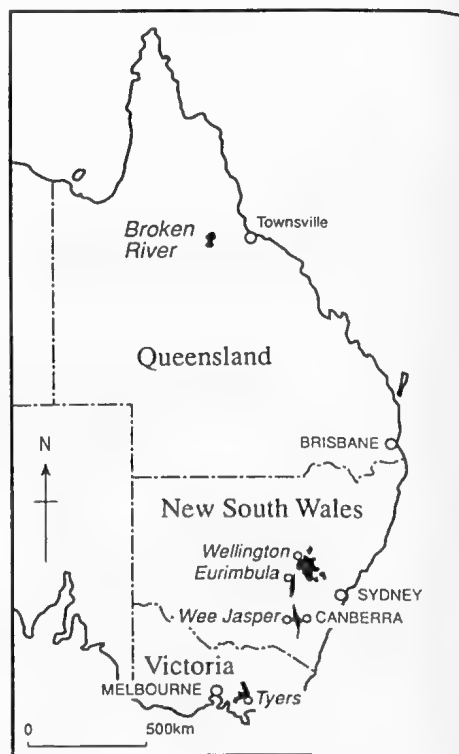 Townsville
Broken
River
Queensland
BRISBANE
N
New South Wales
Wellington
Eurimbula
SYDNEY
Wee Jasper
CANBERRA
Victoria
MELBOURNE
Tyers
0 500km